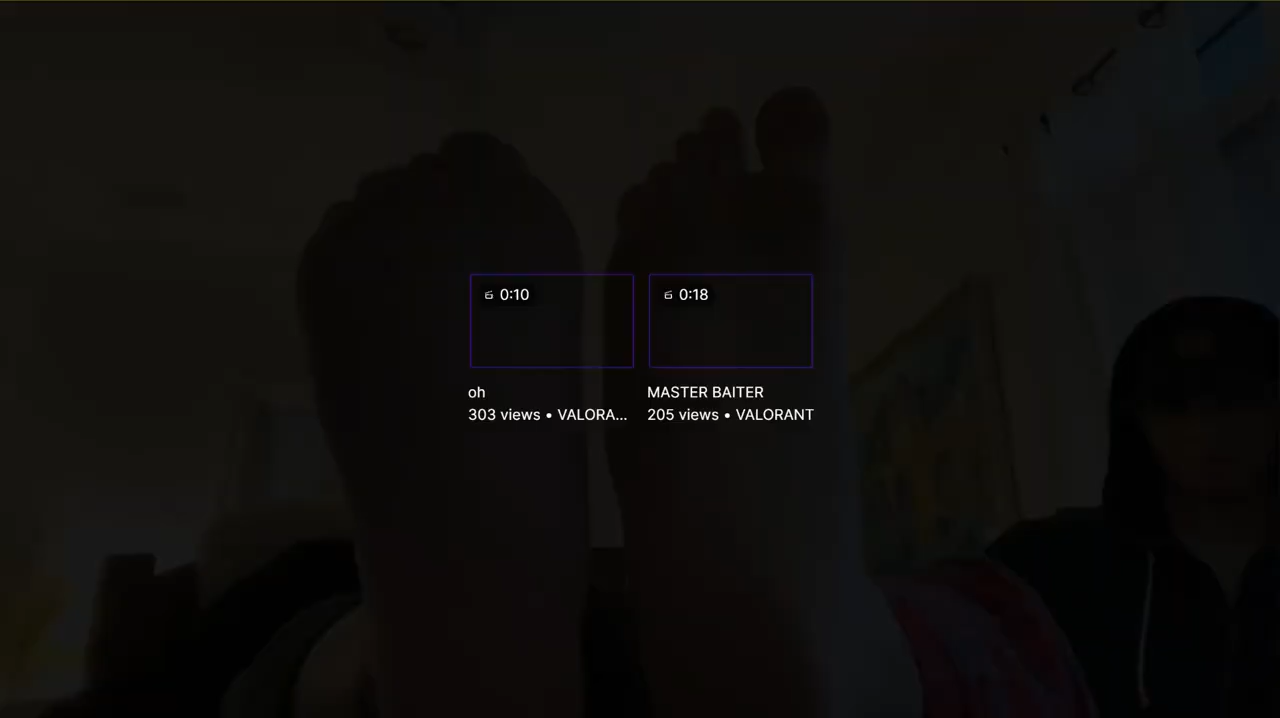 0:10
0:18
oh
303 views • VALORA...
MASTER BAITER
205 views • VALORANT